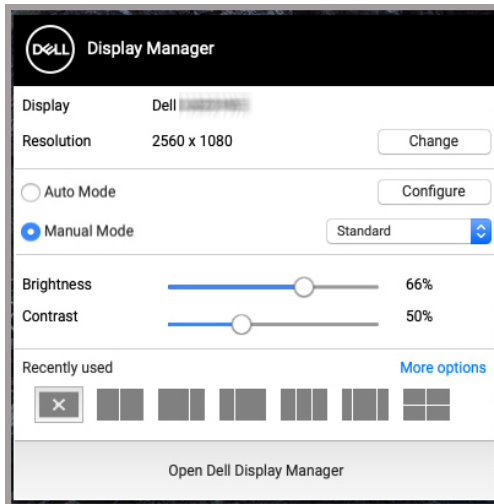 DELL Display Manager
Display Dell
Resolution 2560 x 1080 Change
Auto Mode Configure
Manual Mode Standard
Brightness 66%
Contrast 50%
Recently used More options
Open Dell Display Manager